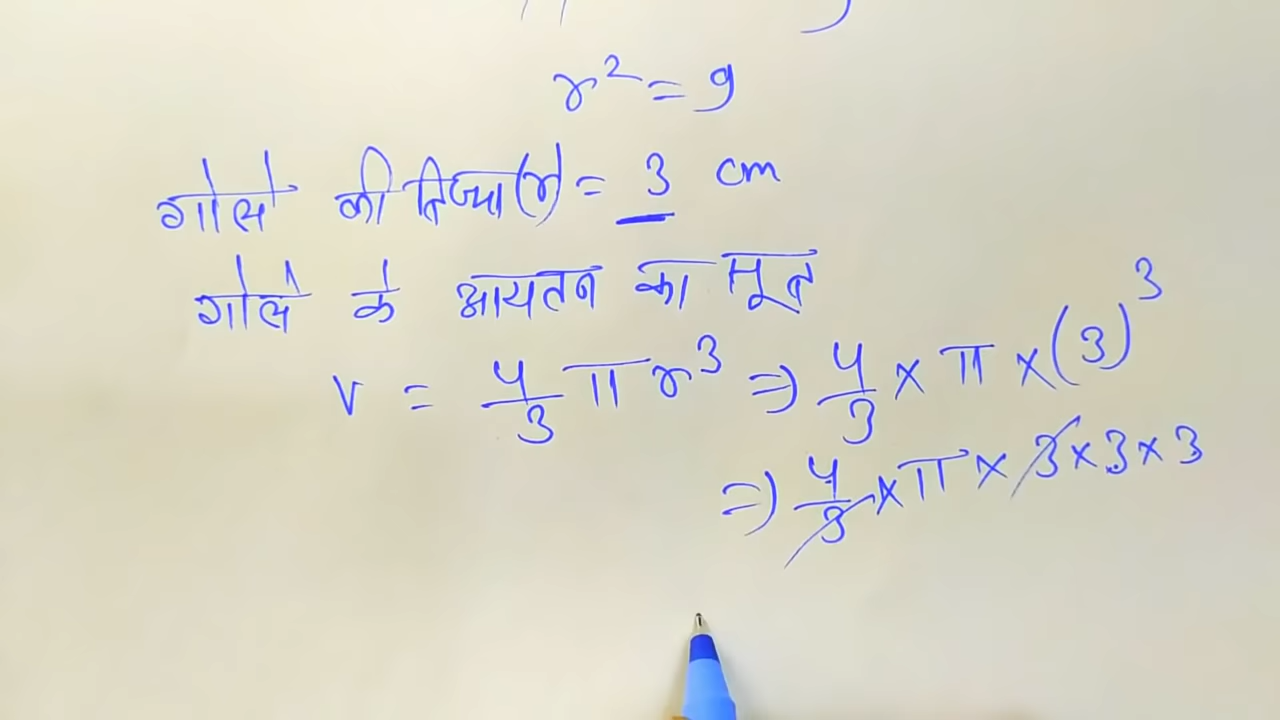 r² = 9
गोले की त्रिज्या(r) = 3 cm
गोले के आयतन का सूत्र
V = 4/3 π r³ ⇒ 4/3 × π × (3)³
⇒ 4/3 × π × 3 × 3 × 3